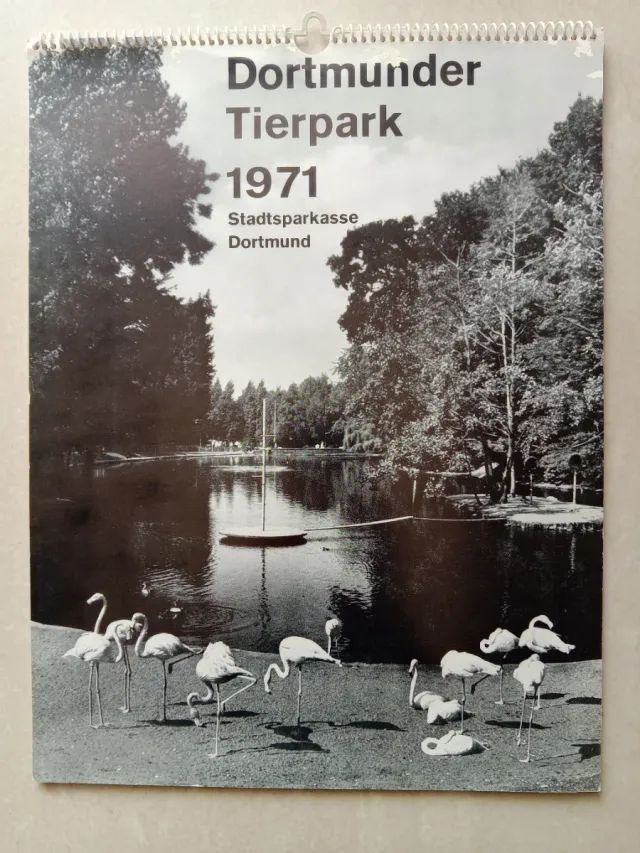 Dortmunder
Tierpark
1971
Stadtsparkasse
Dortmund